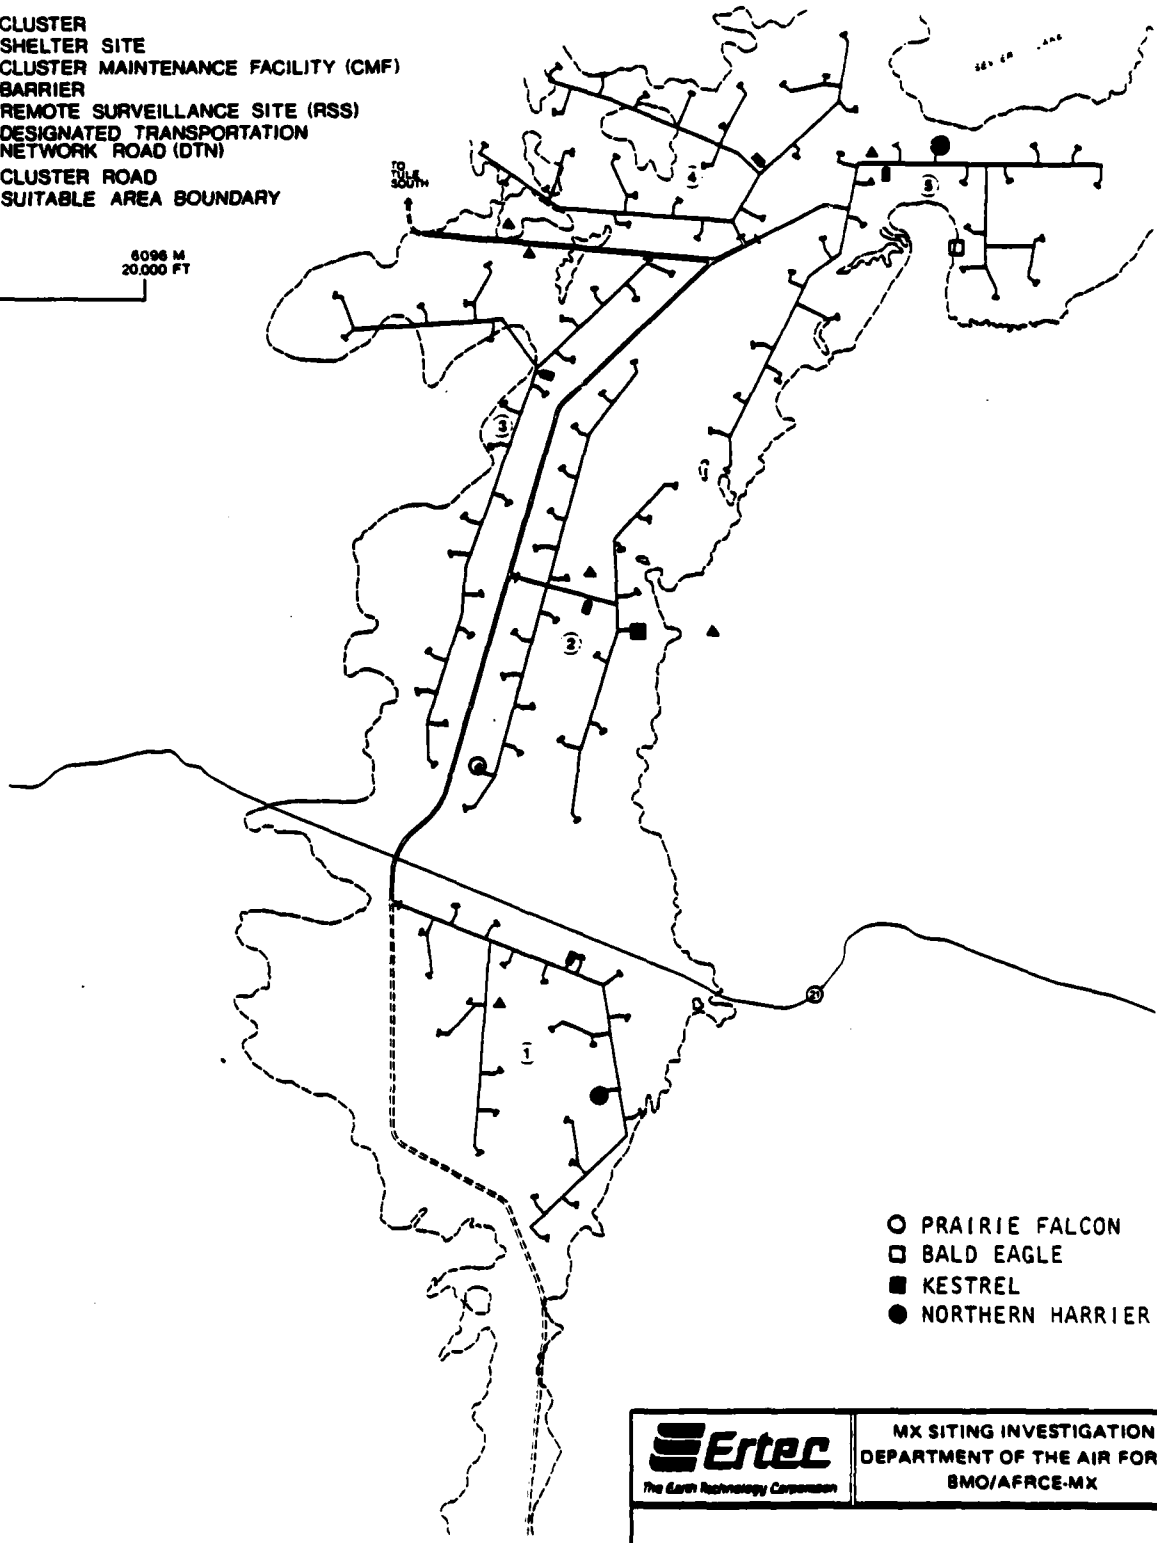 CLUSTER
SHELTER SITE
CLUSTER MAINTENANCE FACILITY (CMF)
BARRIER
REMOTE SURVEILLANCE SITE (RSS)
DESIGNATED TRANSPORTATION
NETWORK ROAD (DTN)
CLUSTER ROAD
SUITABLE AREA BOUNDARY
6096 M
20,000 FT
TO
TULE
SOUTH
SEVIER LAKE
4
5
3
2
21
1
PRAIRIE FALCON
BALD EAGLE
KESTREL
NORTHERN HARRIER
Ertec
The Earth Technology Corporation
MX SITING INVESTIGATION
DEPARTMENT OF THE AIR FOR
BMO/AFRCE-MX